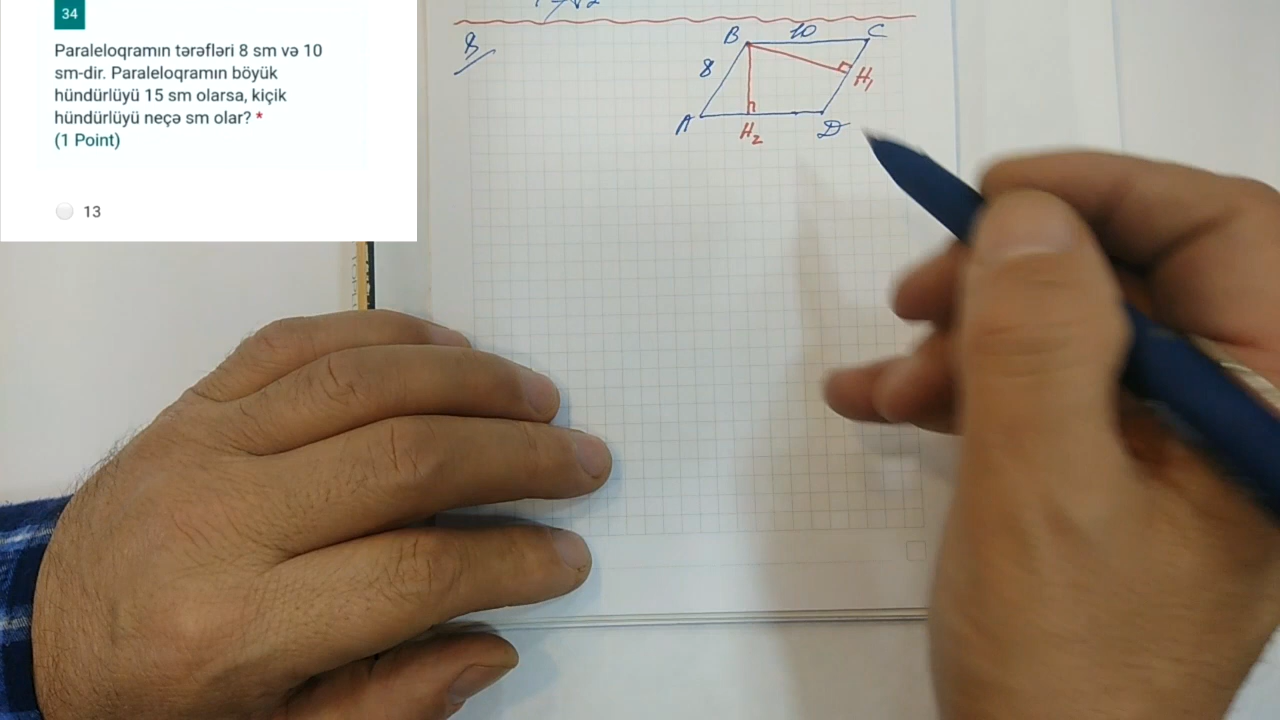 34
Paraleloqramın tərəfləri 8 sm və 10
sm-dir. Paraleloqramın böyük
hündürlüyü 15 sm olarsa, kiçik
hündürlüyü neçə sm olar? *
(1 Point)
13
8
B 10 C
8
H₁
A H₂ D